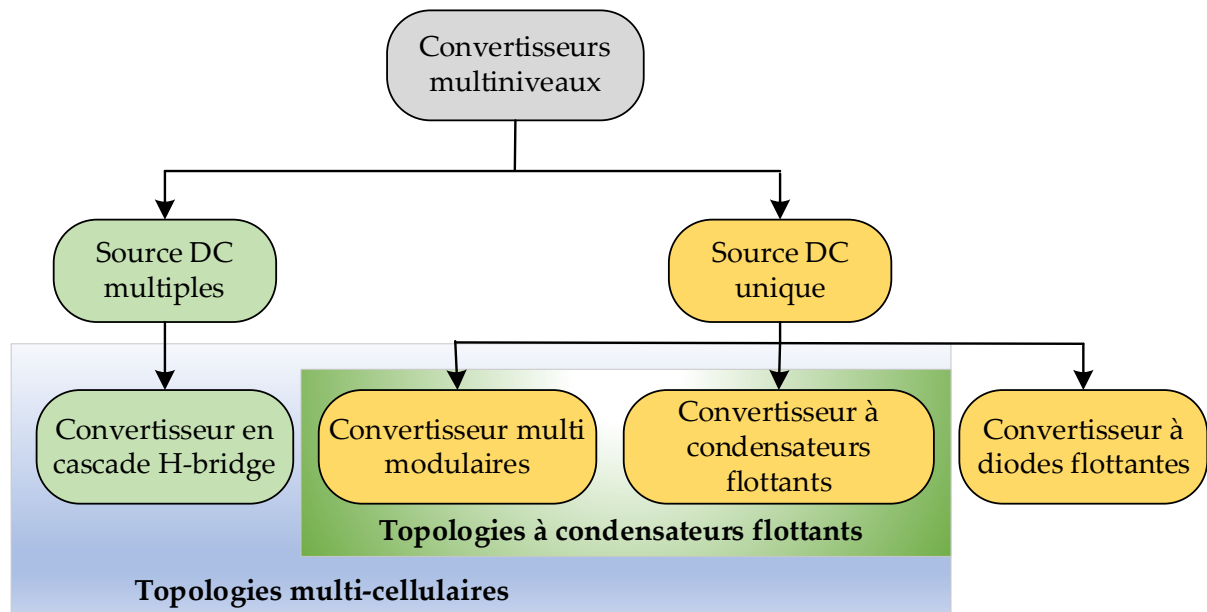 Convertisseurs
multiniveaux
Source DC
multiples
Source DC
unique
Convertisseur en
cascade H-bridge
Convertisseur multi
modulaires
Convertisseur à
condensateurs
flottants
Convertisseur à
diodes flottantes
Topologies à condensateurs flottants
Topologies multi-cellulaires